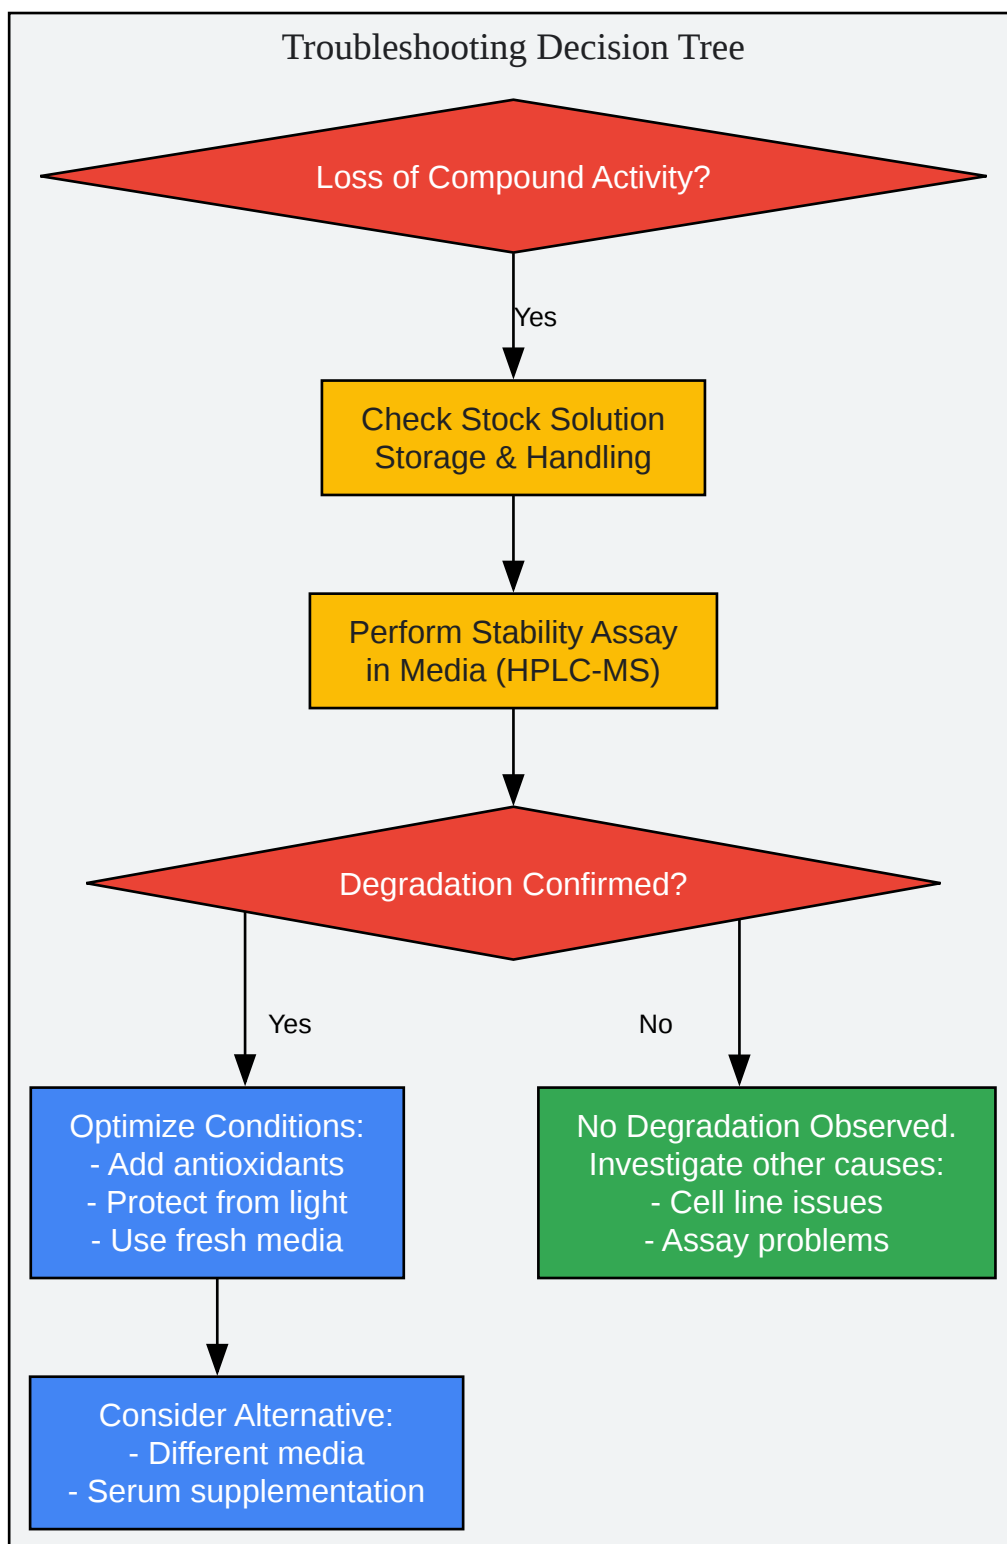 Troubleshooting Decision Tree
Loss of Compound Activity?
Yes
Check Stock Solution
Storage & Handling
Perform Stability Assay
in Media (HPLC-MS)
Degradation Confirmed?
Yes
No
Optimize Conditions:
- Add antioxidants
- Protect from light
- Use fresh media
No Degradation Observed.
Investigate other causes:
- Cell line issues
- Assay problems
Consider Alternative:
- Different media
- Serum supplementation